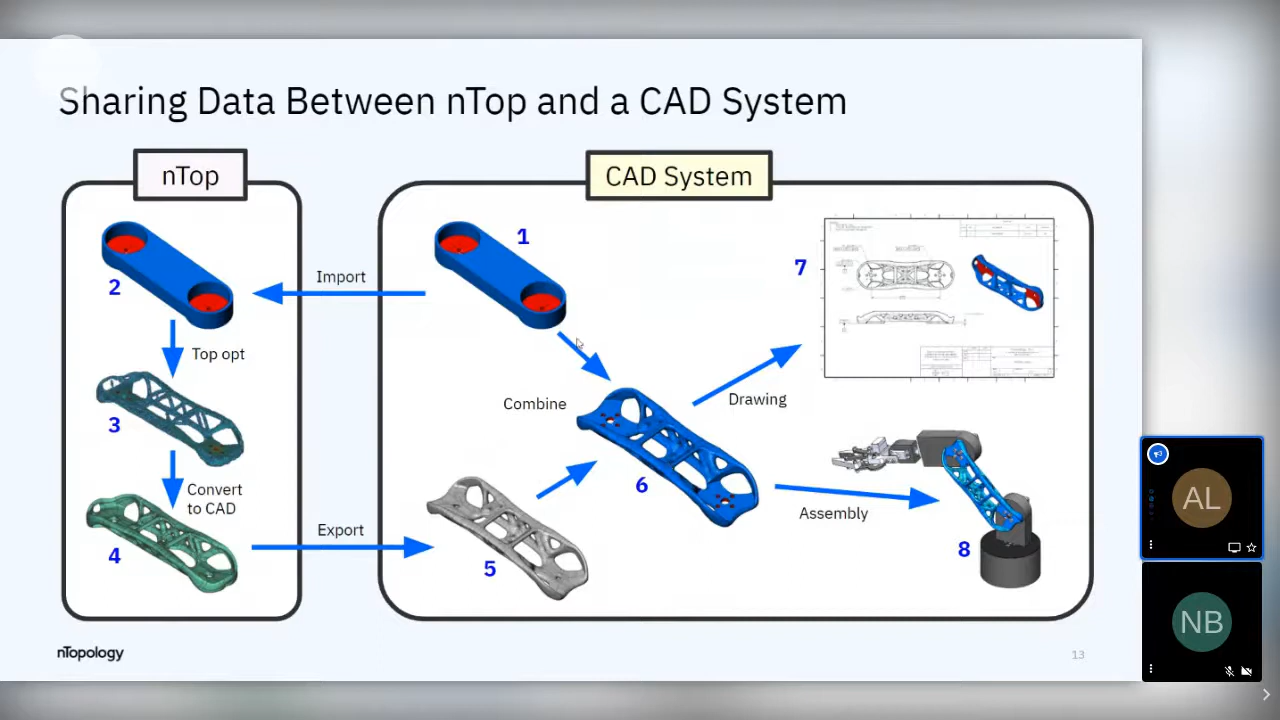 Sharing Data Between nTop and a CAD System
nTop
CAD System
1
2
Import
7
Top opt
3
Combine
Drawing
6
Convert
to CAD
4
Export
5
Assembly
8
nTopology
13
AL
NB